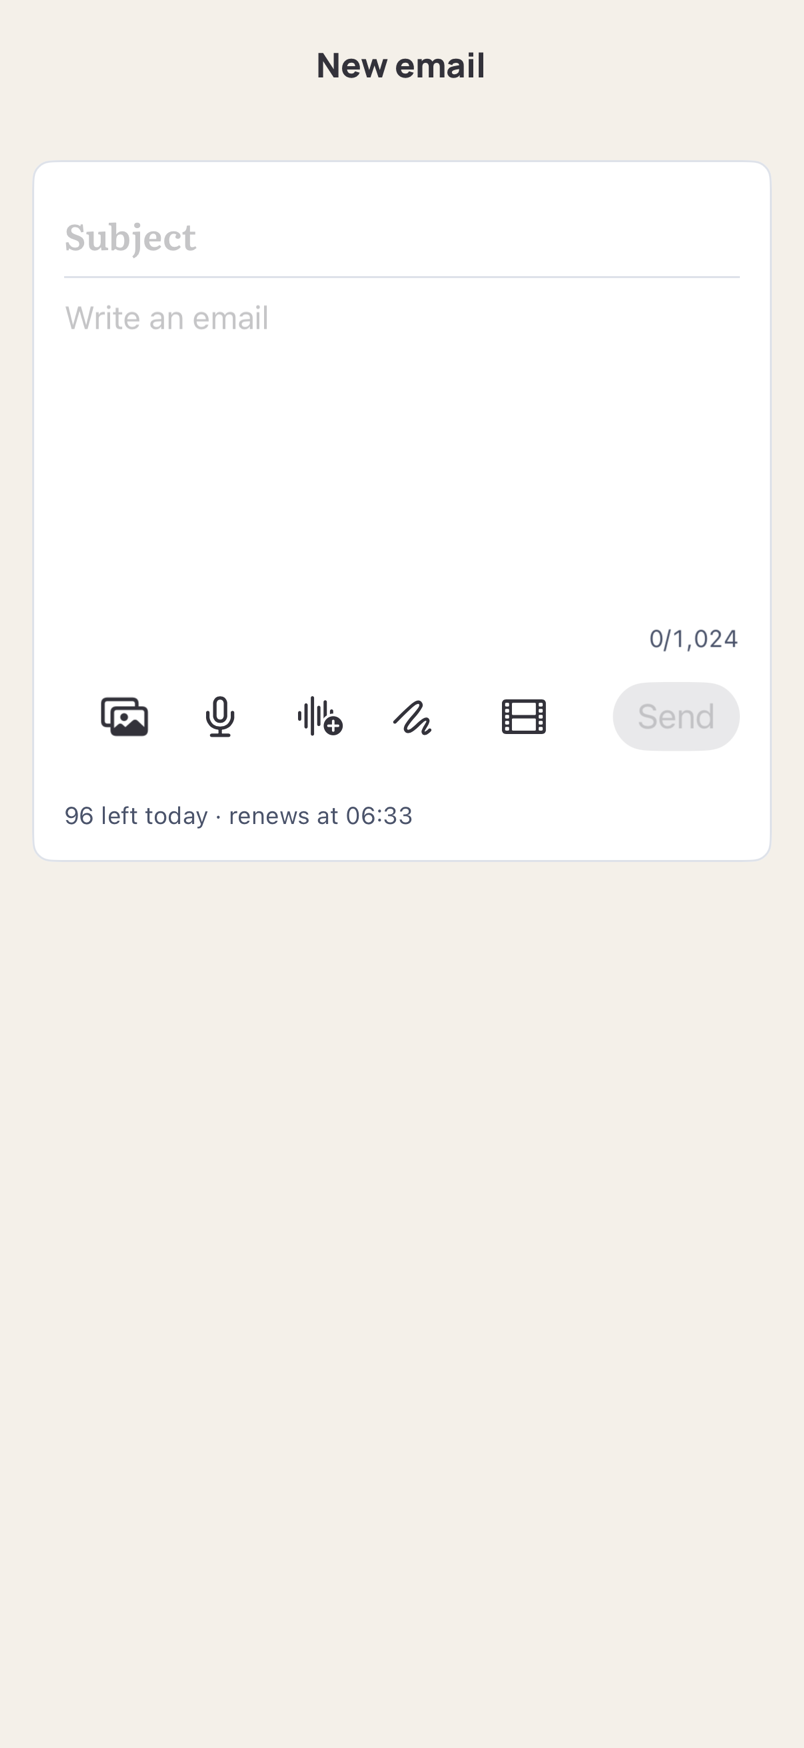 New email
Subject
Write an email
0/1,024
Send
96 left today · renews at 06:33